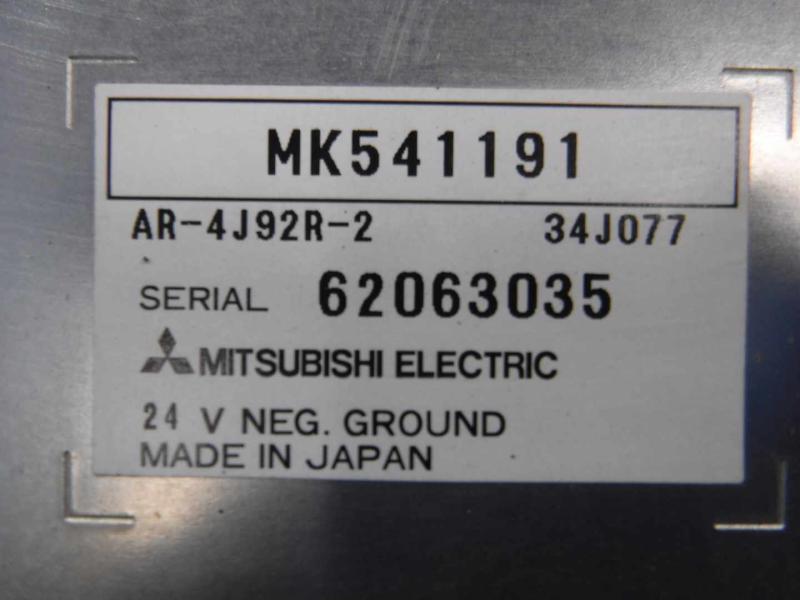 MK541191
AR-4J92R-2 34J077
SERIAL 62063035
MITSUBISHI ELECTRIC
24 V NEG. GROUND
MADE IN JAPAN